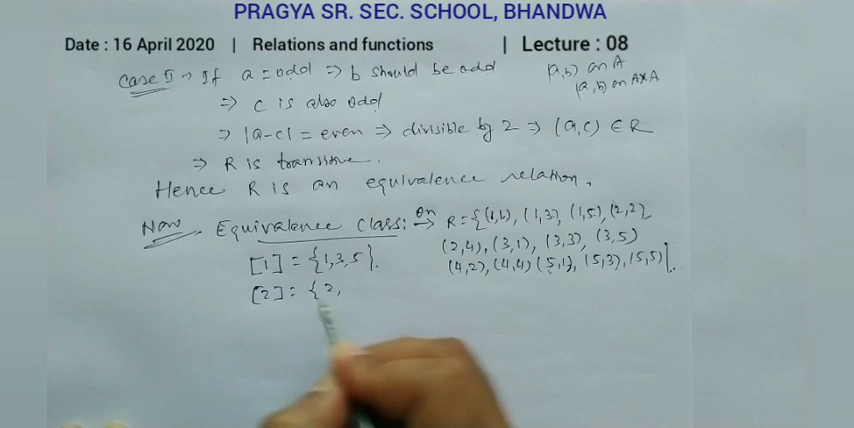 PRAGYA SR. SEC. SCHOOL, BHANDWA
Date : 16 April 2020 | Relations and functions | Lecture : 08
Case I → If a = odd ⇒ b should be odd
(a,b) on A
(a,b) on A×A
⇒ c is also odd
⇒ |a-c| = even ⇒ divisible by 2 ⇒ (a,c) ∈ R
⇒ R is transitive.
Hence R is an equivalence relation.
Now, Equivalence Class: ⇒ R = {(1,1), (1,3), (1,5), (2,2),
(2,4), (3,1), (3,3), (3,5)
(4,2), (4,4) (5,1), (5,3), (5,5)}.
[1] = {1,3,5}.
[2] = {2,